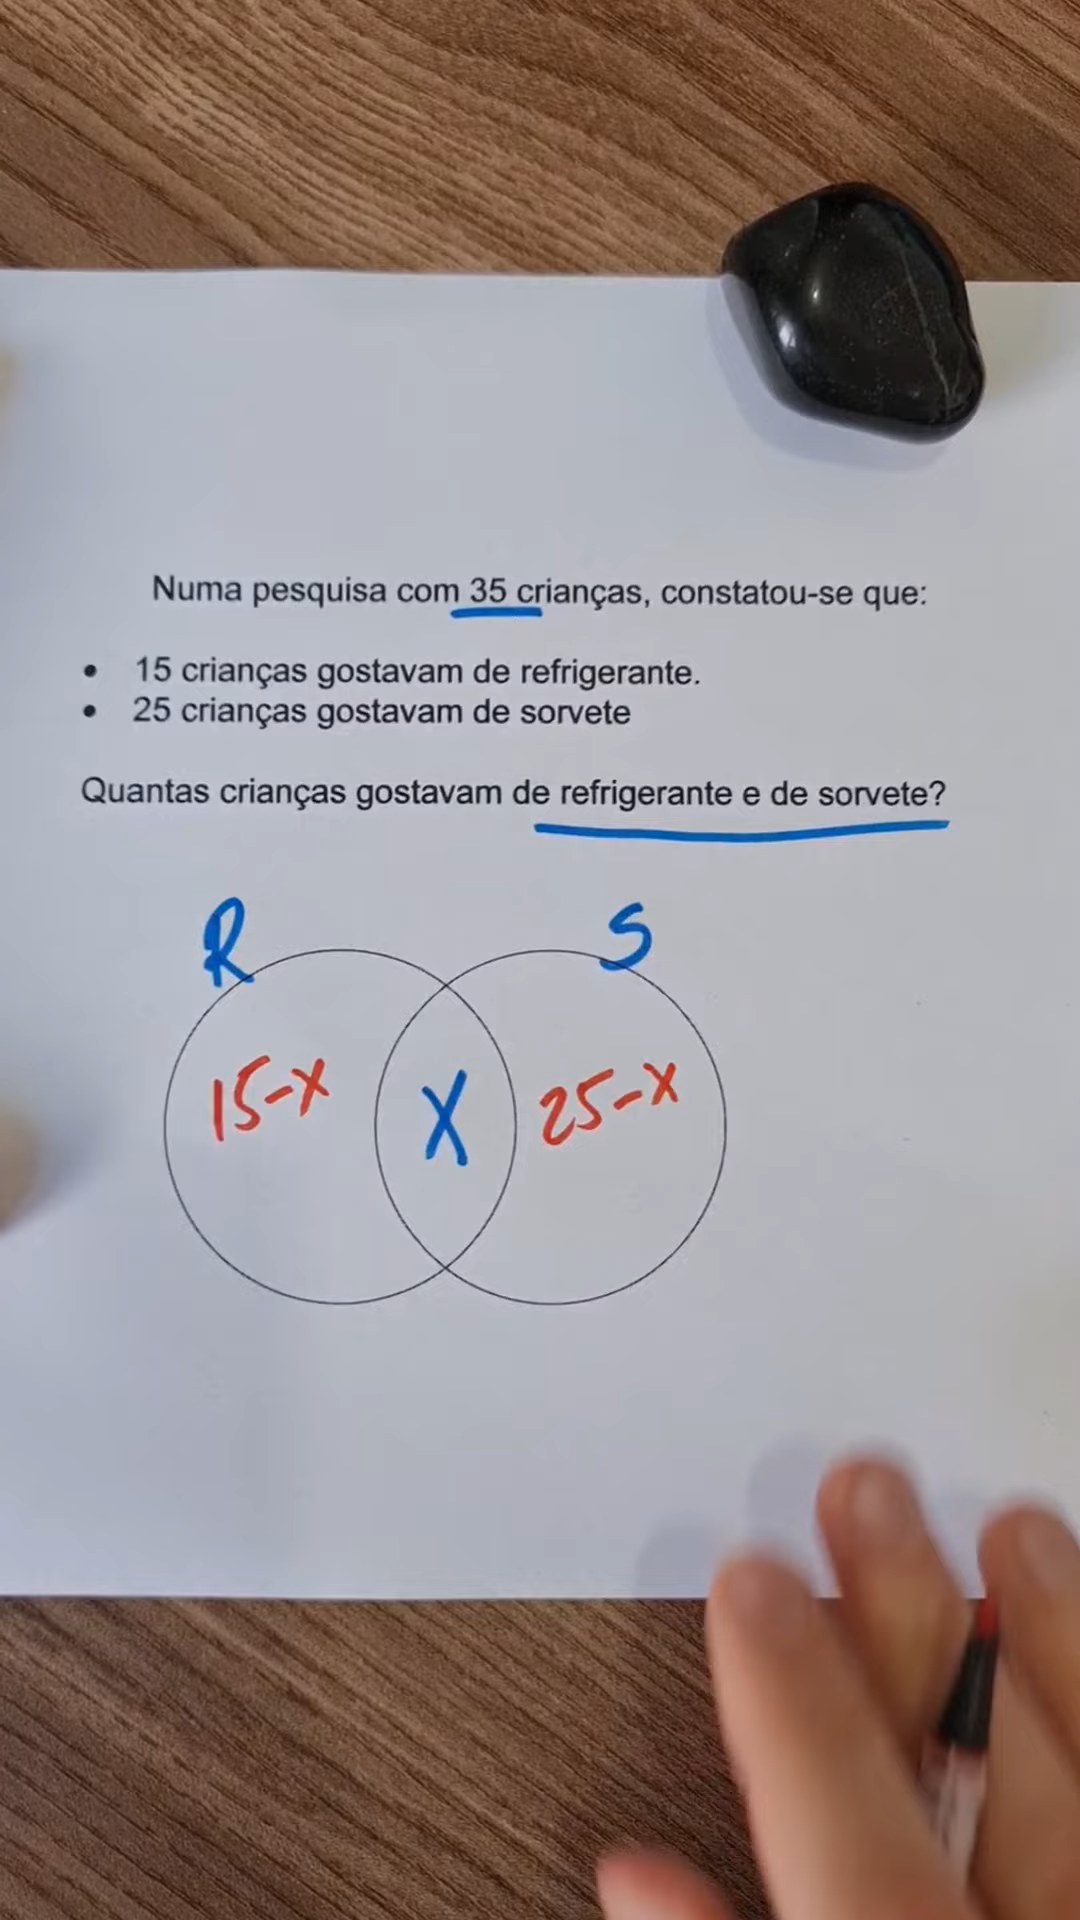 Numa pesquisa com 35 crianças, constatou-se que:
• 15 crianças gostavam de refrigerante.
• 25 crianças gostavam de sorvete
Quantas crianças gostavam de refrigerante e de sorvete?
R S
15-x X 25-x